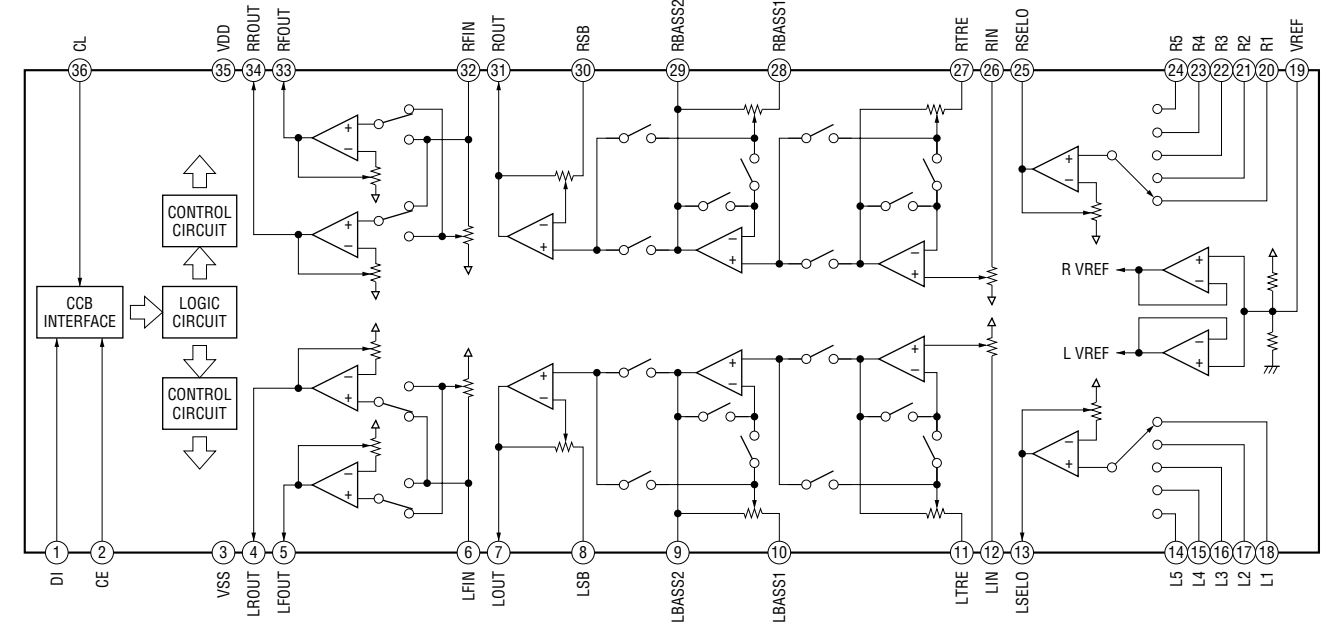 CL
VDD
RROUT
RFOUT
RFIN
ROUT
RSB
RBASS2
RBASS1
RTRE
RIN
RSELO
R5
R4
R3
R2
R1
VREF
36
35
34
33
32
31
30
29
28
27
26
25
24
23
22
21
20
19
CONTROL
CIRCUIT
CCB
INTERFACE
LOGIC
CIRCUIT
CONTROL
CIRCUIT
R VREF
L VREF
+
−
+
−
−
+
−
+
−
+
+
−
+
−
−
+
−
+
−
+
−
+
+
−
+
−
+
−
−
+
1
2
3
4
5
6
7
8
9
10
11
12
13
14
15
16
17
18
DI
CE
VSS
LROUT
LFOUT
LFIN
LOUT
LSB
LBASS2
LBASS1
LTRE
LIN
LSELO
L5
L4
L3
L2
L1